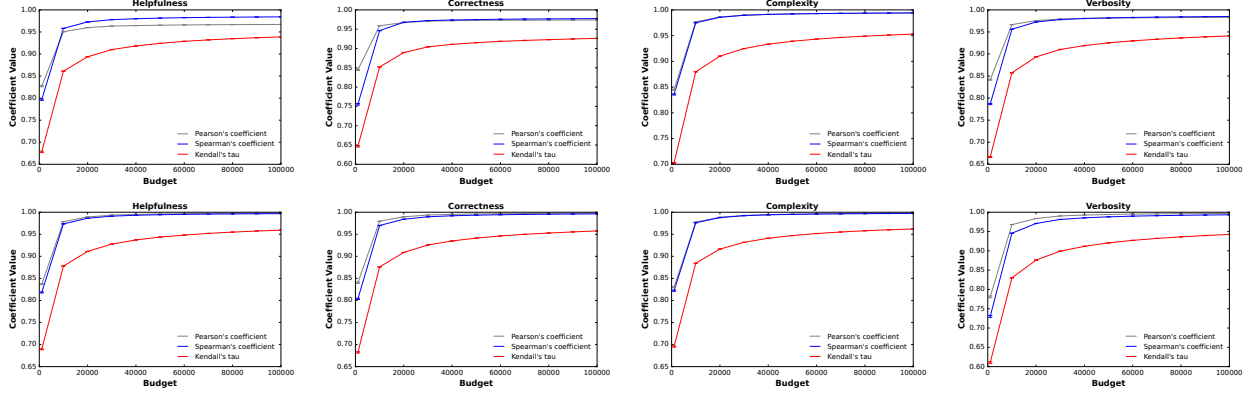 Helpfulness
1.00
0.95
0.90
0.85
0.80
0.75
0.70
0.65
Coefficient Value
Pearson's coefficient
Spearman's coefficient
Kendall's tau
0 20000 40000 60000 80000 100000
Budget
Correctness
1.00
0.95
0.90
0.85
0.80
0.75
0.70
0.65
0.60
Coefficient Value
Pearson's coefficient
Spearman's coefficient
Kendall's tau
0 20000 40000 60000 80000 100000
Budget
Complexity
1.00
0.95
0.90
0.85
0.80
0.75
0.70
Coefficient Value
Pearson's coefficient
Spearman's coefficient
Kendall's tau
0 20000 40000 60000 80000 100000
Budget
Verbosity
1.00
0.95
0.90
0.85
0.80
0.75
0.70
0.65
Coefficient Value
Pearson's coefficient
Spearman's coefficient
Kendall's tau
0 20000 40000 60000 80000 100000
Budget
Helpfulness
1.00
0.95
0.90
0.85
0.80
0.75
0.70
0.65
Coefficient Value
Pearson's coefficient
Spearman's coefficient
Kendall's tau
0 20000 40000 60000 80000 100000
Budget
Correctness
1.00
0.95
0.90
0.85
0.80
0.75
0.70
0.65
Coefficient Value
Pearson's coefficient
Spearman's coefficient
Kendall's tau
0 20000 40000 60000 80000 100000
Budget
Complexity
1.00
0.95
0.90
0.85
0.80
0.75
0.70
0.65
Coefficient Value
Pearson's coefficient
Spearman's coefficient
Kendall's tau
0 20000 40000 60000 80000 100000
Budget
Verbosity
1.00
0.95
0.90
0.85
0.80
0.75
0.70
0.65
0.60
Coefficient Value
Pearson's coefficient
Spearman's coefficient
Kendall's tau
0 20000 40000 60000 80000 100000
Budget